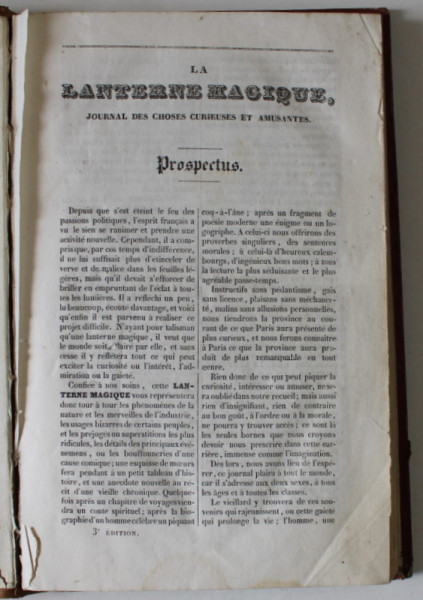 LA
LANTERNE MAGIQUE,
JOURNAL DES CHOSES CURIEUSES ET AMUSANTES.
Prospectus.
Depuis que s'est éteint le feu des
passions politiques, l'esprit français a
vu le sien se ranimer et prendre une
activité nouvelle. Cependant, il a com-
pris que, par cos temps d'indifférence,
il ne lui suffisait plus d'étinceler de
verve et de malice dans les feuilles lé-
gères, mais qu'il devait s'efforcer de
briller en empruntant de l'éclat à toutes
les lumières. Il a réfléchi un peu,
lu beaucoup, écouté davantage, et voici
qu'enfin il est parvenu à réaliser ce
projet difficile. N'ayant pour talisman
qu'une lanterne magique, il veut que
le monde soit par elle, et sans
cesse il y reflétera tout ce qui peut
exciter la curiosité ou l'intérêt, l'ad-
miration ou la gaieté.
Confiée à nos soins, cette LAN-
TERNE MAGIQUE vous représentera
donc tour à tour les phénomènes de la
nature et les merveilles de l'industrie,
les usages bizarres de certains peuples,
et les préjugés ou superstitions les plus
ridicules, les détails des principaux évé-
nemens, ou les bouffonneries d'une
cause comique; une esquisse de mœurs
fera pendant à un petit tableau d'his-
toire, et une anecdote nouvelle au ré-
cit d'une vieille chronique. Quelque-
fois après un chapitre de voyages vien-
dra un conte spirituel; après la bio-
graphie d'un homme célèbre un piquant
3e ÉDITION.
coq-à-l'âne; après un fragment de
poésie moderne une énigme ou un lo-
gogriphe. A celui-ci nous offrirons des
proverbes singuliers, des sentences
morales; à celui-là d'heureux calem-
bourgs, d'ingénieux bons mots; à tous
la lecture la plus séduisante et le plus
agréable passe-temps.
Instructifs sans pédantisme, gais
sans licence, plaisans sans méchance-
té, malins sans allusions personnelles,
nous tiendrons la province au cou-
rant de ce que Paris aura présenté de
plus curieux, et nous ferons connaître
à Paris ce que la province aura pro-
duit de plus remarquable en tout
genre.
Rien donc de ce qui peut piquer la
curiosité, intéresser ou amuser, ne se-
ra oublié dans notre recueil; mais aussi
rien d'insignifiant, rien de contraire
au bon goût, à l'ordre ou à la morale,
ne pourra y trouver accès; ce sont là
les seules bornes que nous croyons
devoir nous prescrire dans cette car-
rière, immense comme l'imagination.
Dès lors, nous avons lieu de l'espé-
rer, ce journal plaira à tout le monde,
car il s'adresse aux deux sexes, à tous
les âges et à toutes les classes.
Le vieillard y trouvera de ces sou-
venirs qui rajeunissent, ou cette gaieté
qui prolonge la vie; l'homme, une